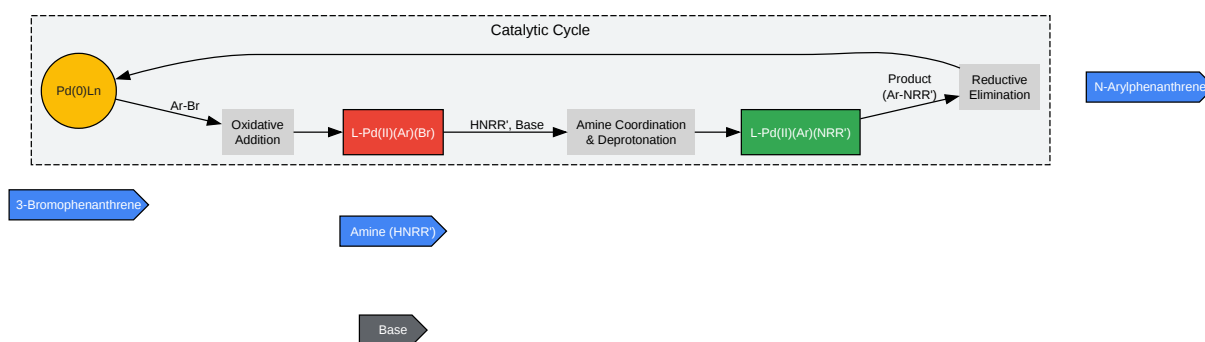 Catalytic Cycle
Pd(0)Ln
Ar-Br
Oxidative
Addition
L-Pd(II)(Ar)(Br)
HNRR', Base
Amine Coordination
& Deprotonation
L-Pd(II)(Ar)(NRR')
Product
(Ar-NRR')
Reductive
Elimination
N-Arylphenanthrene
3-Bromophenanthrene
Amine (HNRR')
Base